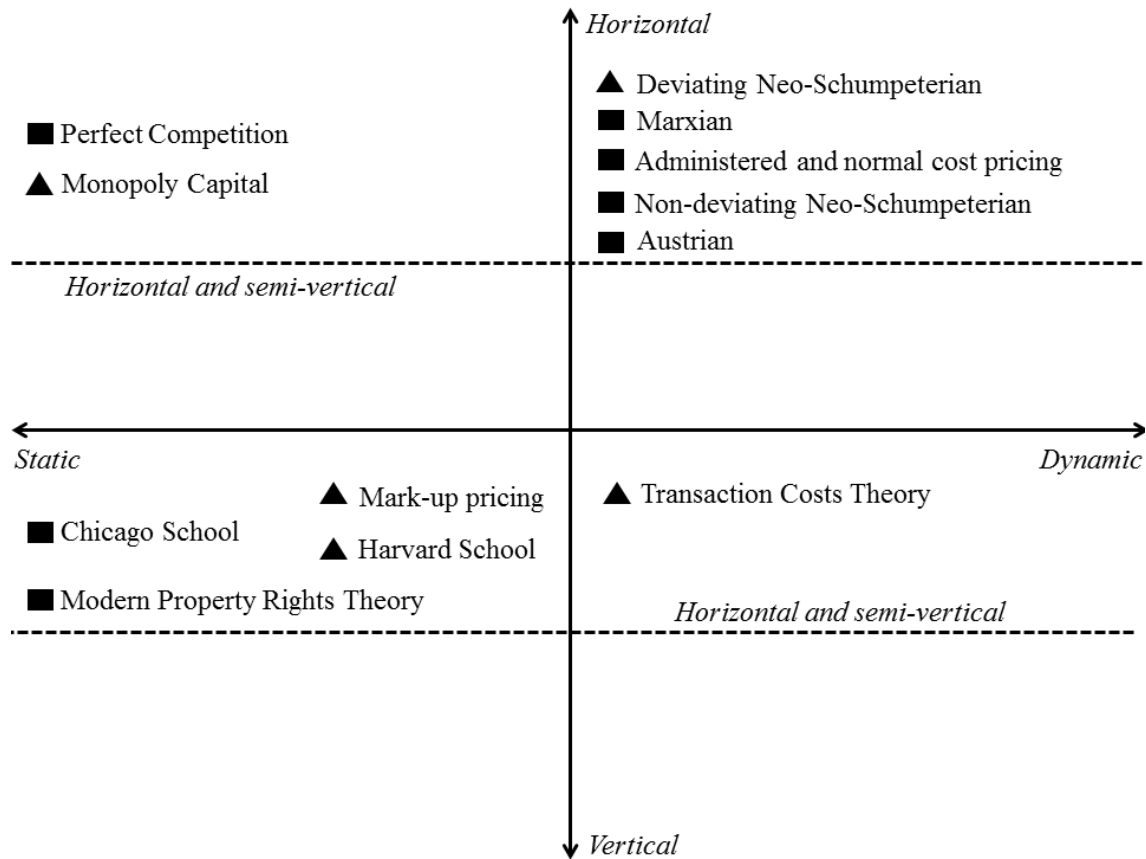 Horizontal
Deviating Neo-Schumpeterian
Marxian
Perfect Competition
Administered and normal cost pricing
Monopoly Capital
Non-deviating Neo-Schumpeterian
Austrian
Horizontal and semi-vertical
Static
Dynamic
Mark-up pricing
Transaction Costs Theory
Chicago School
Harvard School
Modern Property Rights Theory
Horizontal and semi-vertical
Vertical